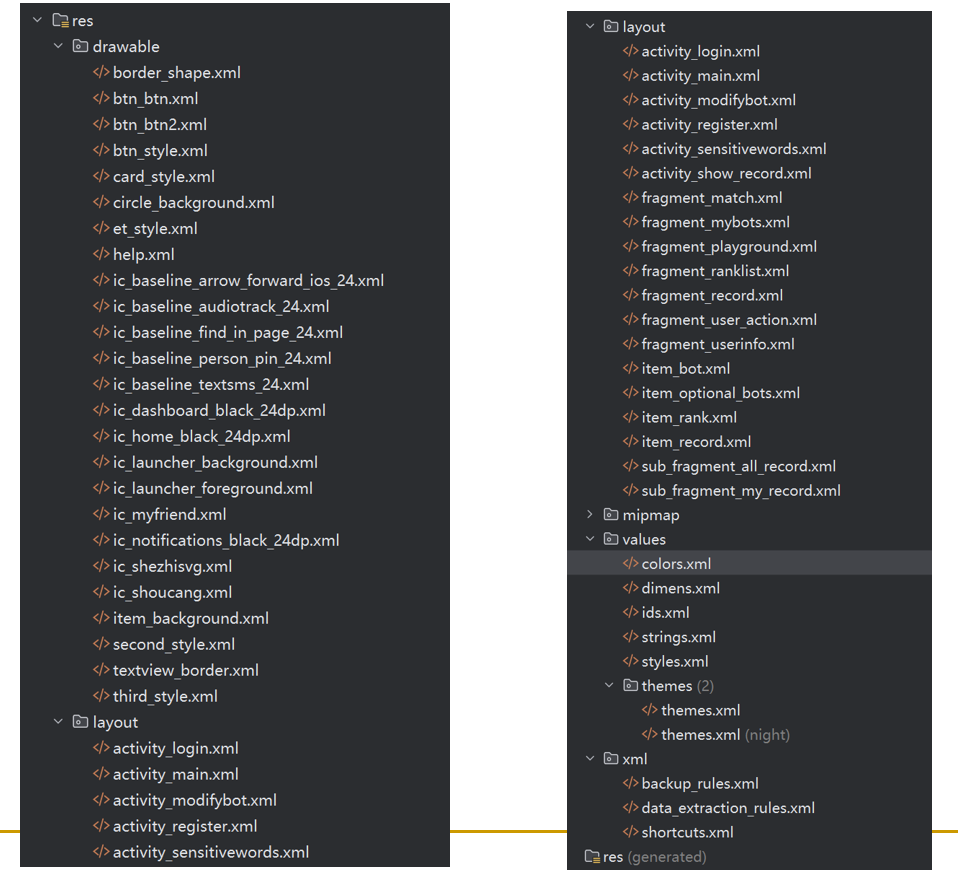 res
drawable
border_shape.xml
btn_btn.xml
btn_btn2.xml
btn_style.xml
card_style.xml
circle_background.xml
et_style.xml
help.xml
ic_baseline_arrow_forward_ios_24.xml
ic_baseline_audiotrack_24.xml
ic_baseline_find_in_page_24.xml
ic_baseline_person_pin_24.xml
ic_baseline_textsms_24.xml
ic_dashboard_black_24dp.xml
ic_home_black_24dp.xml
ic_launcher_background.xml
ic_launcher_foreground.xml
ic_myfriend.xml
ic_notifications_black_24dp.xml
ic_shezhisvg.xml
ic_shoucang.xml
item_background.xml
second_style.xml
textview_border.xml
third_style.xml
layout
activity_login.xml
activity_main.xml
activity_modifybot.xml
activity_register.xml
activity_sensitivewords.xml
layout
activity_login.xml
activity_main.xml
activity_modifybot.xml
activity_register.xml
activity_sensitivewords.xml
activity_show_record.xml
fragment_match.xml
fragment_mybots.xml
fragment_playground.xml
fragment_ranklist.xml
fragment_record.xml
fragment_user_action.xml
fragment_userinfo.xml
item_bot.xml
item_optional_bots.xml
item_rank.xml
item_record.xml
sub_fragment_all_record.xml
sub_fragment_my_record.xml
mipmap
values
colors.xml
dimens.xml
ids.xml
strings.xml
styles.xml
themes (2)
themes.xml
themes.xml (night)
xml
backup_rules.xml
data_extraction_rules.xml
shortcuts.xml
res (generated)